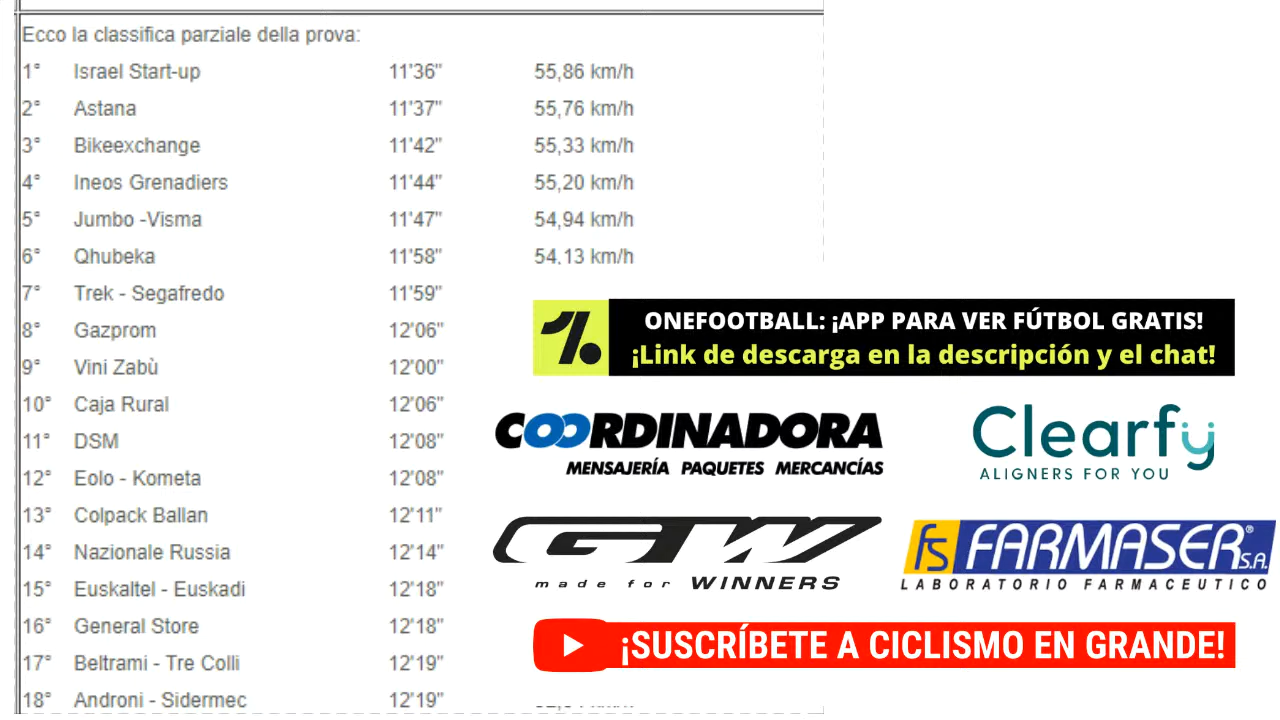 Ecco la classifica parziale della prova:
1° Israel Start-up 11'36" 55,86 km/h
2° Astana 11'37" 55,76 km/h
3° Bikeexchange 11'42" 55,33 km/h
4° Ineos Grenadiers 11'44" 55,20 km/h
5° Jumbo -Visma 11'47" 54,94 km/h
6° Qhubeka 11'58" 54,13 km/h
7° Trek - Segafredo 11'59"
8° Gazprom 12'06"
9° Vini Zabù 12'00"
10° Caja Rural 12'06"
11° DSM 12'08"
12° Eolo - Kometa 12'08"
13° Colpack Ballan 12'11"
14° Nazionale Russia 12'14"
15° Euskaltel - Euskadi 12'18"
16° General Store 12'18"
17° Beltrami - Tre Colli 12'19"
18° Androni - Sidermec 12'19"
1.
ONEFOOTBALL: ¡APP PARA VER FÚTBOL GRATIS!
¡Link de descarga en la descripción y el chat!
COORDINADORA
MENSAJERÍA PAQUETES MERCANCÍAS
Clearfy
ALIGNERS FOR YOU
GW
made for WINNERS
fs FARMASER® S.A.
LABORATORIO FARMACEUTICO
¡SUSCRÍBETE A CICLISMO EN GRANDE!